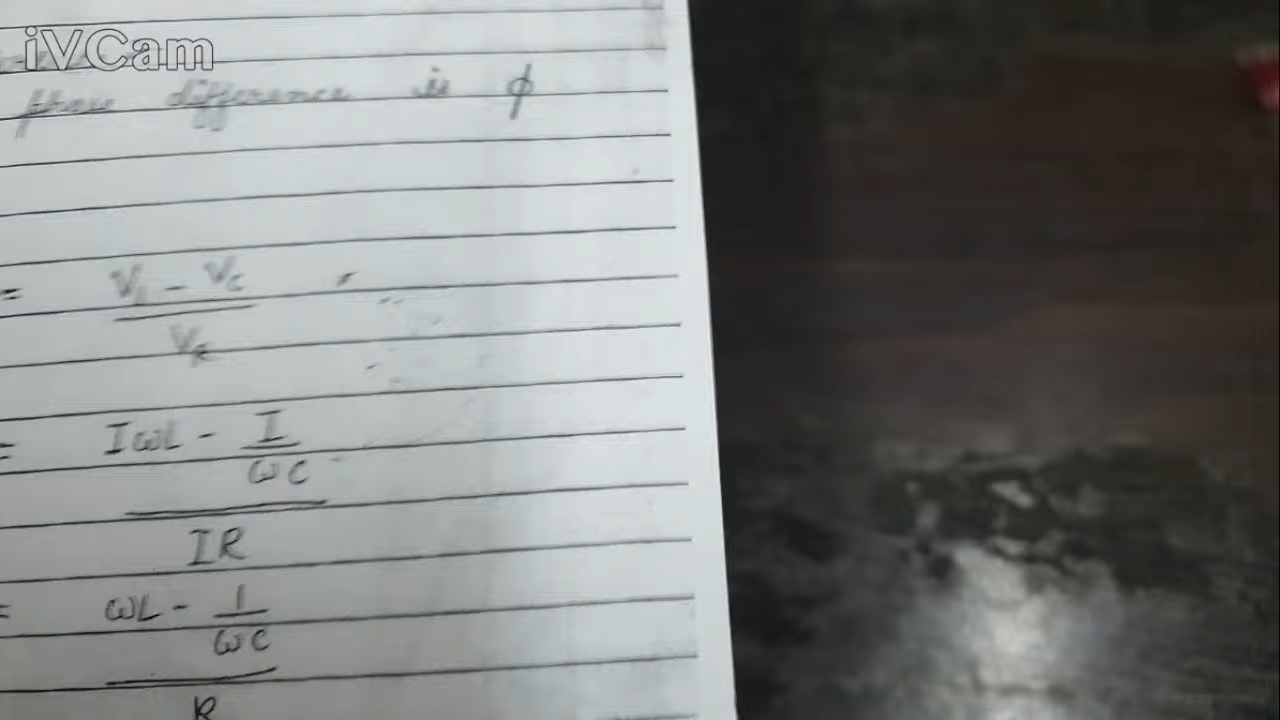 iVCam
phase difference is ϕ
= V_L - V_C
V_R
= IωL - I/ωC
IR
= ωL - 1/ωC
R